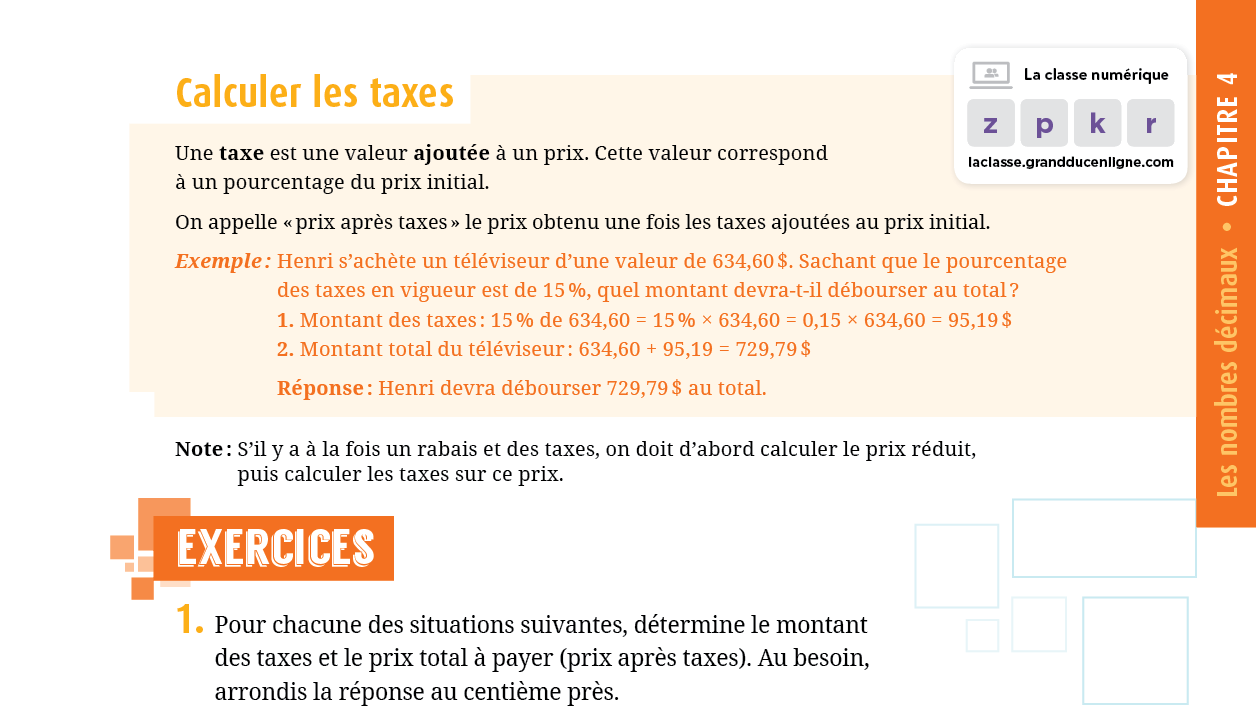 Calculer les taxes
La classe numérique
z p k r
laclasse.grandducenligne.com
Une taxe est une valeur ajoutée à un prix. Cette valeur correspond
à un pourcentage du prix initial.
On appelle « prix après taxes » le prix obtenu une fois les taxes ajoutées au prix initial.
Exemple : Henri s’achète un téléviseur d’une valeur de 634,60 $. Sachant que le pourcentage
des taxes en vigueur est de 15 %, quel montant devra-t-il débourser au total ?
1. Montant des taxes : 15 % de 634,60 = 15 % × 634,60 = 0,15 × 634,60 = 95,19 $
2. Montant total du téléviseur : 634,60 + 95,19 = 729,79 $
Réponse : Henri devra débourser 729,79 $ au total.
Note : S’il y a à la fois un rabais et des taxes, on doit d’abord calculer le prix réduit,
puis calculer les taxes sur ce prix.
EXERCICES
1. Pour chacune des situations suivantes, détermine le montant
des taxes et le prix total à payer (prix après taxes). Au besoin,
arrondis la réponse au centième près.
Les nombres décimaux • CHAPITRE 4